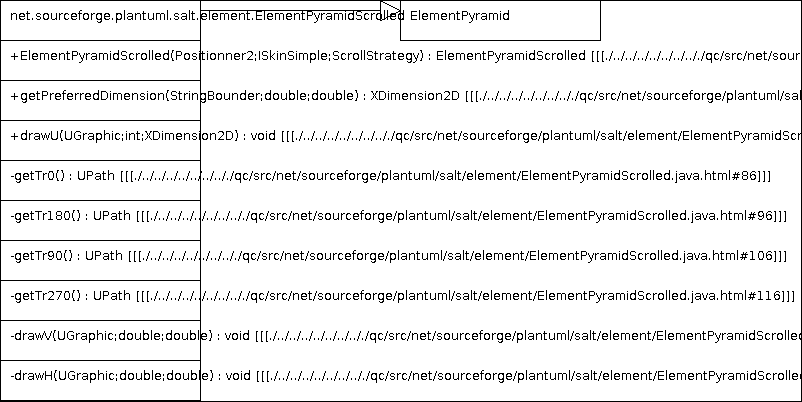 net.sourceforge.plantuml.salt.element.ElementPyramidScrolled ElementPyramid
+ElementPyramidScrolled(Positionner2;ISkinSimple;ScrollStrategy) : ElementPyramidScrolled [[[./../../../../../../../qc/src/net/sour
+getPreferredDimension(StringBounder;double;double) : XDimension2D [[[./../../../../../../../qc/src/net/sourceforge/plantuml/sal
+drawU(UGraphic;int;XDimension2D) : void [[[./../../../../../../../qc/src/net/sourceforge/plantuml/salt/element/ElementPyramidScro
-getTr0() : UPath [[[./../../../../../../../qc/src/net/sourceforge/plantuml/salt/element/ElementPyramidScrolled.java.html#86]]]
-getTr180() : UPath [[[./../../../../../../../qc/src/net/sourceforge/plantuml/salt/element/ElementPyramidScrolled.java.html#96]]]
-getTr90() : UPath [[[./../../../../../../../qc/src/net/sourceforge/plantuml/salt/element/ElementPyramidScrolled.java.html#106]]]
-getTr270() : UPath [[[./../../../../../../../qc/src/net/sourceforge/plantuml/salt/element/ElementPyramidScrolled.java.html#116]]]
-drawV(UGraphic;double;double) : void [[[./../../../../../../../qc/src/net/sourceforge/plantuml/salt/element/ElementPyramidScrolled
-drawH(UGraphic;double;double) : void [[[./../../../../../../../qc/src/net/sourceforge/plantuml/salt/element/ElementPyramidScrolled